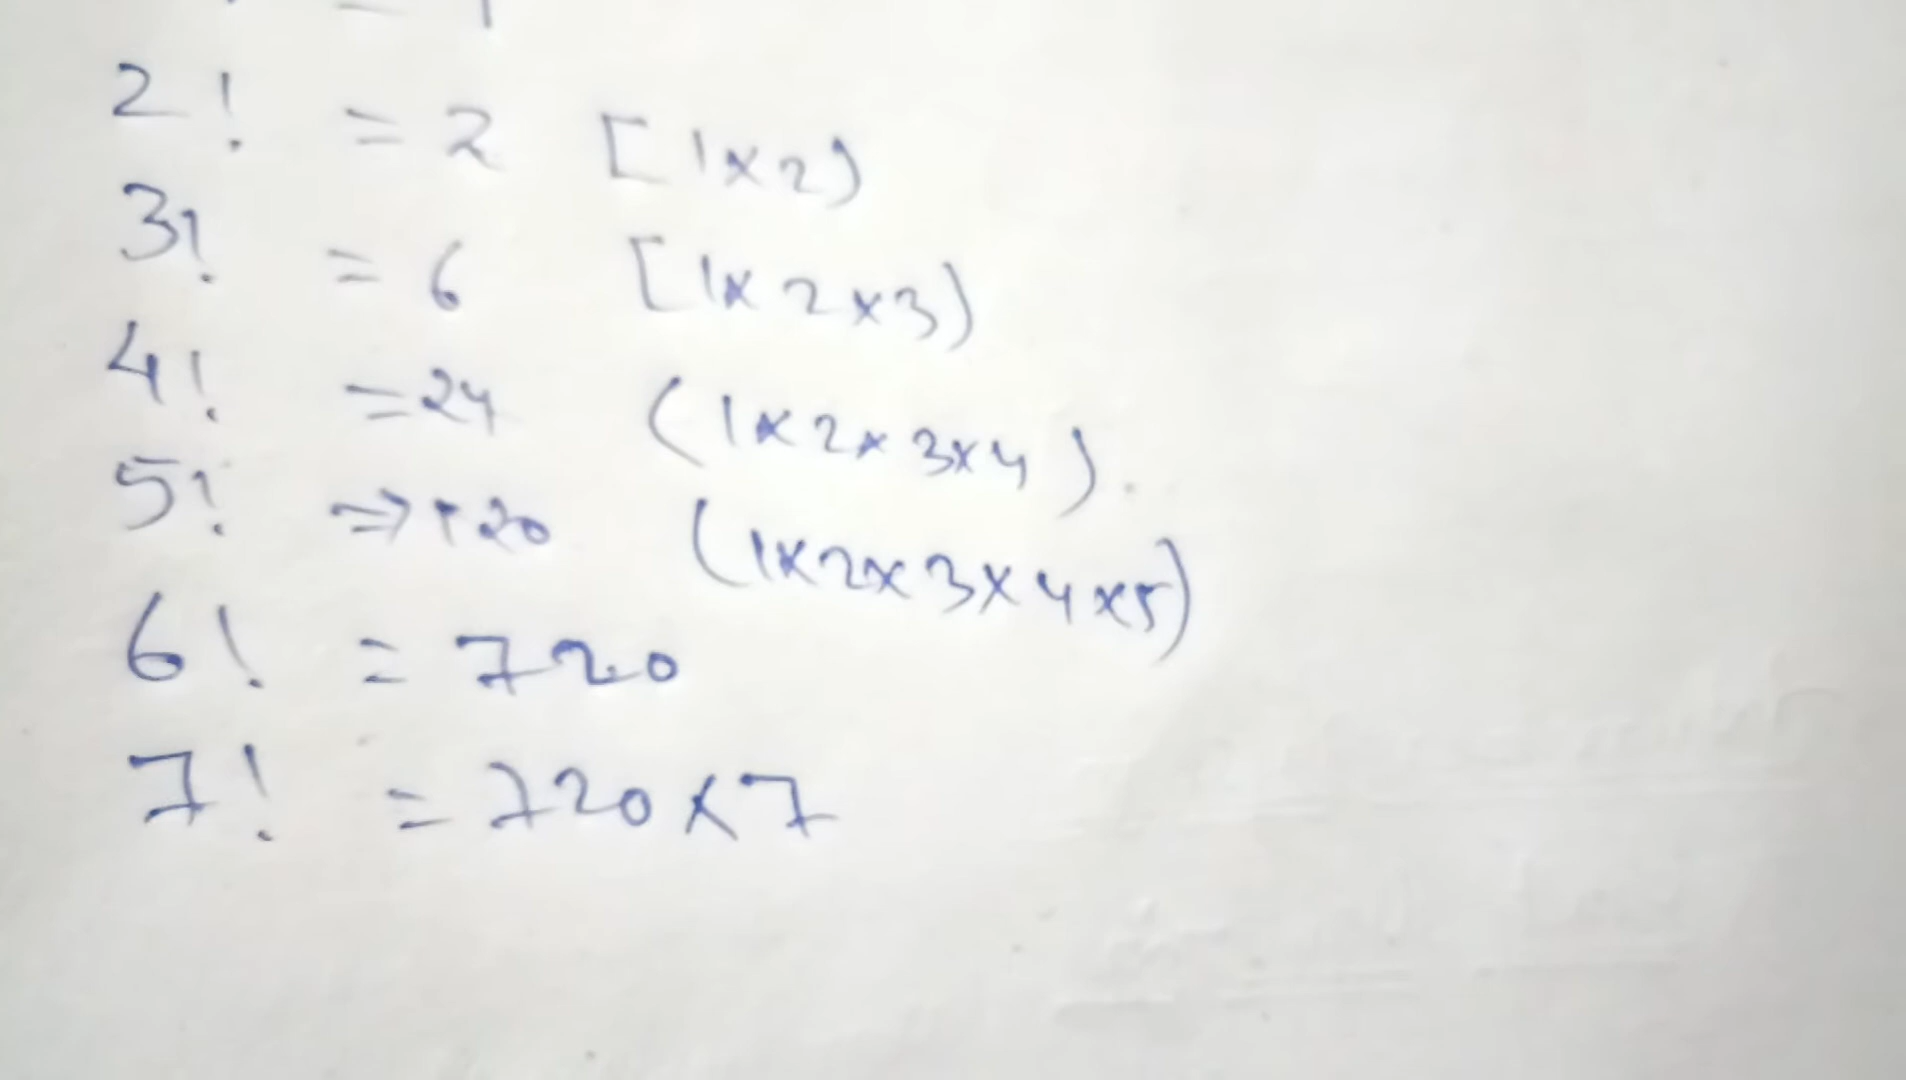 = 1
2! = 2 [1×2)
3! = 6 [1×2×3)
4! = 24 (1×2×3×4).
5! ⇒ 120 (1×2×3×4×5)
6! = 720
7! = 720×7